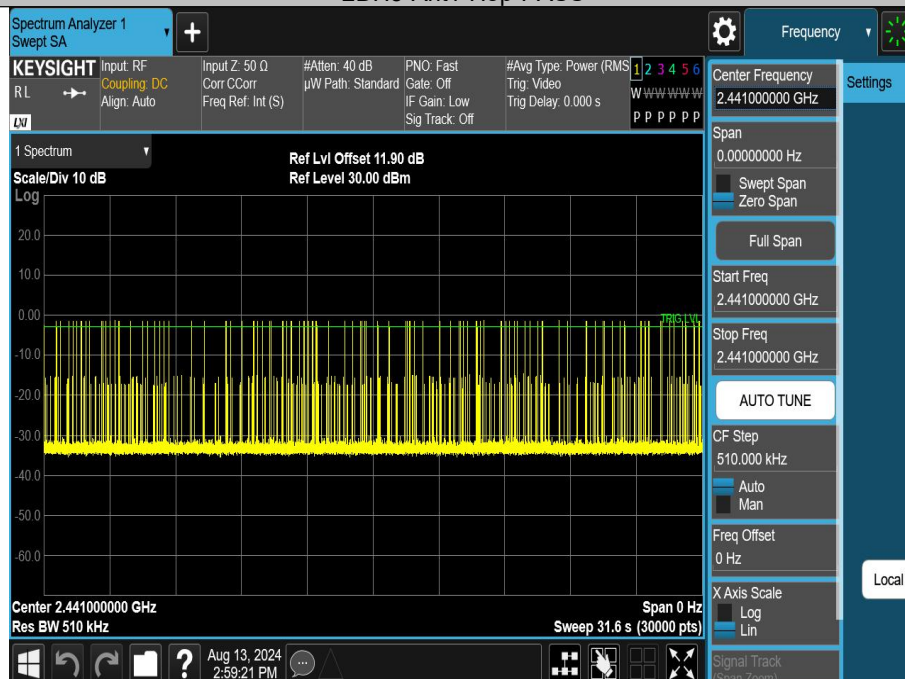 Spectrum Analyzer 1
Swept SA
+
Frequency
KEYSIGHT
RL
LXI
Input: RF
Coupling: DC
Align: Auto
Input Z: 50 Ω
Corr CCorr
Freq Ref: Int (S)
#Atten: 40 dB
µW Path: Standard
PNO: Fast
Gate: Off
IF Gain: Low
Sig Track: Off
#Avg Type: Power (RMS
Trig: Video
Trig Delay: 0.000 s
1 2 3 4 5 6
W W W W W W
P P P P P P
Center Frequency
2.441000000 GHz
Settings
Span
0.00000000 Hz
Swept Span
Zero Span
Full Span
Start Freq
2.441000000 GHz
Stop Freq
2.441000000 GHz
AUTO TUNE
CF Step
510.000 kHz
Auto
Man
Freq Offset
0 Hz
X Axis Scale
Log
Lin
Signal Track
(Span Zoom)
Local
1 Spectrum
Scale/Div 10 dB
Log
Ref Lvl Offset 11.90 dB
Ref Level 30.00 dBm
20.0
10.0
0.00
TRIG LVL
-10.0
-20.0
-30.0
-40.0
-50.0
-60.0
Center 2.441000000 GHz
Res BW 510 kHz
Span 0 Hz
Sweep 31.6 s (30000 pts)
?
Aug 13, 2024
2:59:21 PM